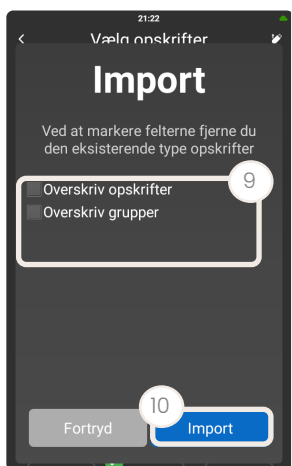 21:22
Vælg opskrifter
Import
Ved at markere felterne fjerne du
den eksisterende type opskrifter
9
Overskriv opskrifter
Overskriv grupper
10
Fortryd
Import